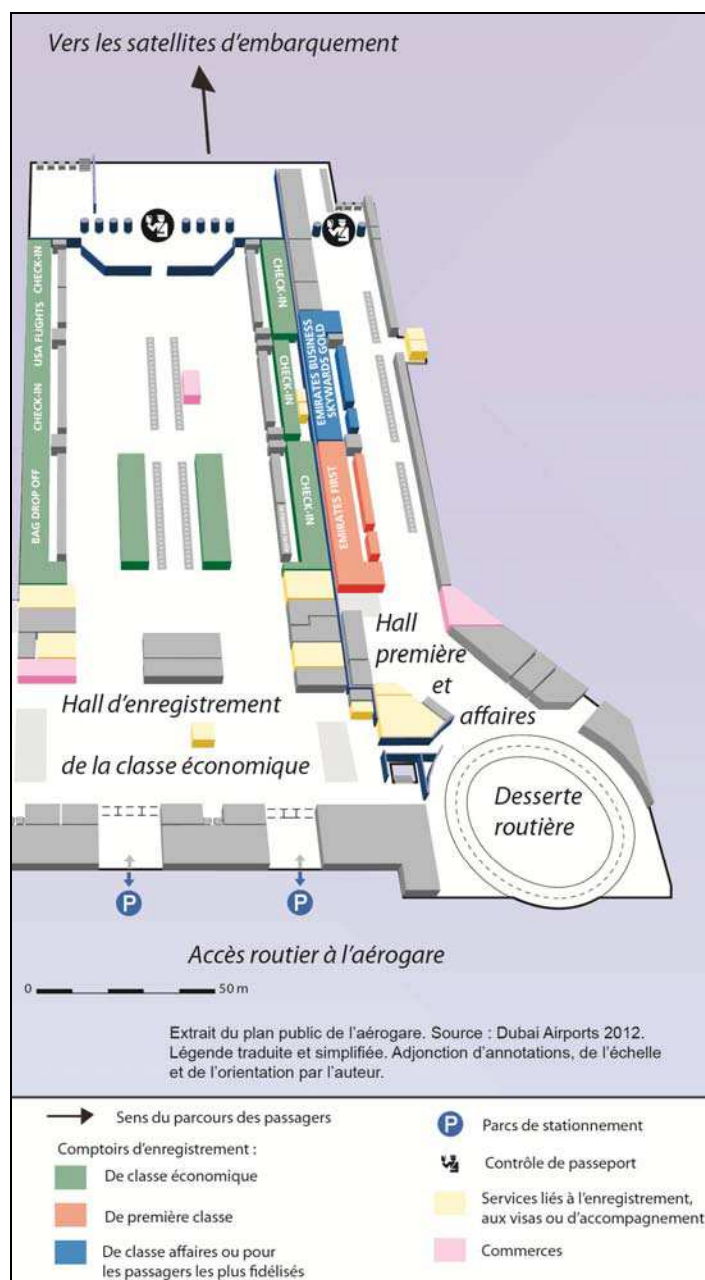 Vers les satellites d'embarquement
CHECK-IN
USA FLIGHTS
CHECK-IN
BAG DROP OFF
CHECK-IN
CHECK-IN
CHECK-IN
EMIRATES BUSINESS
SKYWARDS GOLD
EMIRATES FIRST
Hall
première
et
affaires
Hall d'enregistrement
de la classe économique
Desserte
routière
P
P
Accès routier à l'aérogare
0 50 m
Extrait du plan public de l'aérogare. Source : Dubai Airports 2012.
Légende traduite et simplifiée. Adjonction d'annotations, de l'échelle
et de l'orientation par l'auteur.
Sens du parcours des passagers
Comptoirs d'enregistrement :
De classe économique
De première classe
De classe affaires ou pour
les passagers les plus fidélisés
P Parcs de stationnement
Contrôle de passeport
Services liés à l'enregistrement,
aux visas ou d'accompagnement
Commerces